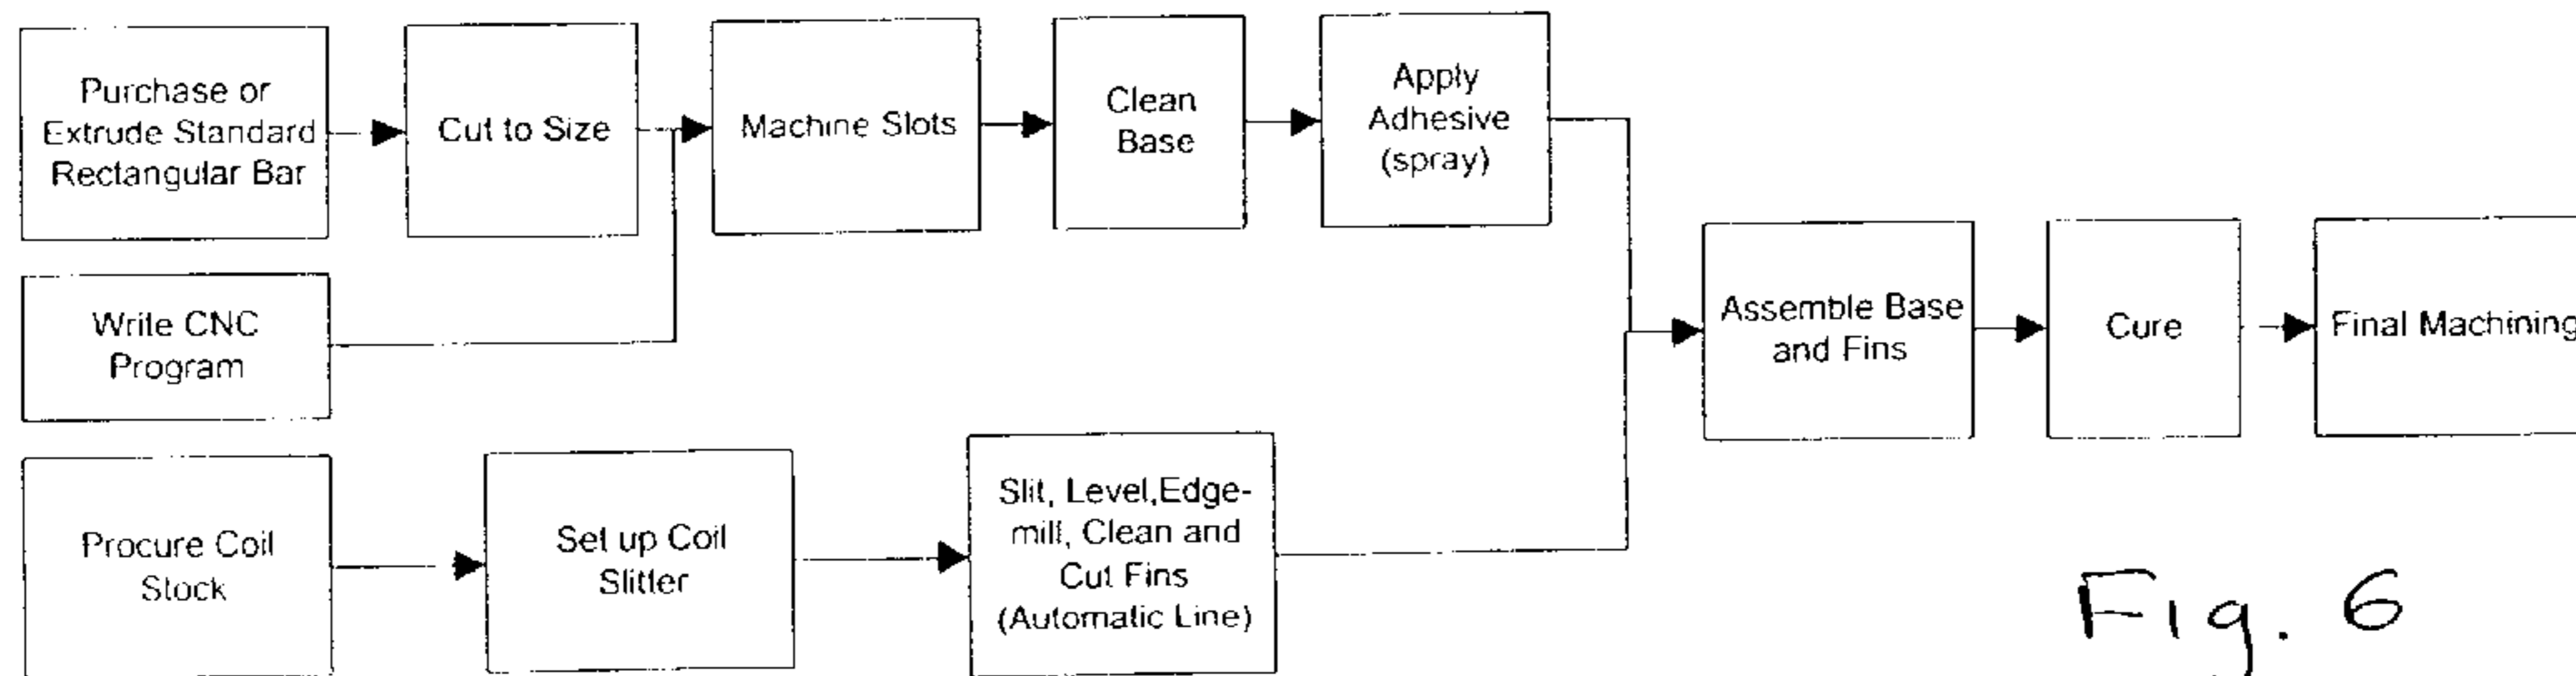 Purchase or
Extrude Standard
Rectangular Bar
Cut to Size
Machine Slots
Clean
Base
Apply
Adhesive
(spray)
Write CNC
Program
Assemble Base
and Fins
Cure
Final Machining
Procure Coil
Stock
Set up Coil
Slitter
Slit, Level,Edge-
mill, Clean and
Cut Fins
(Automatic Line)
Fig. 6